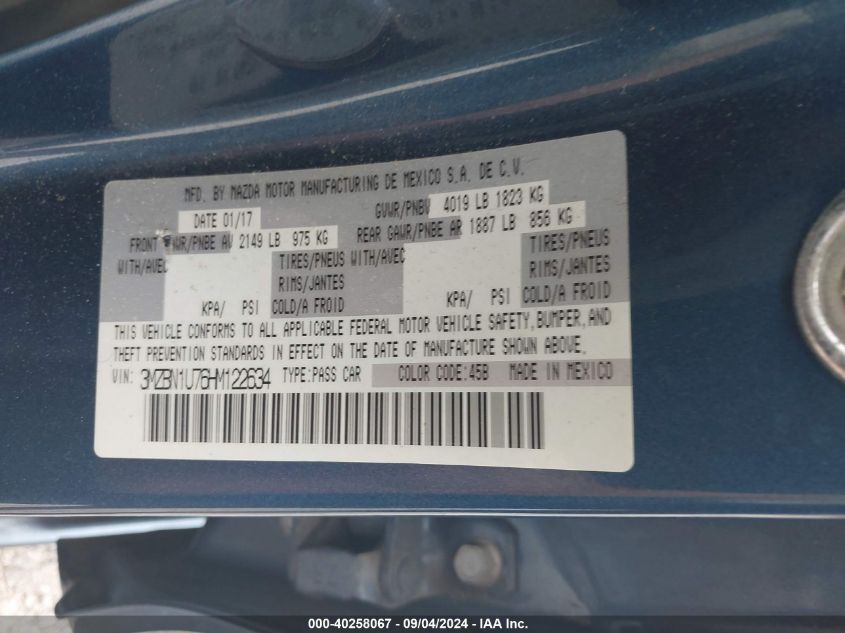 MFD. BY MAZDA MOTOR MANUFACTURING DE MEXICO S.A. DE C.V.
DATE 01/17 GVWR/PNBV 4019 LB 1823 KG
FRONT GAWR/PNBE AV 2149 LB 975 KG REAR GAWR/PNBE AR 1887 LB 856 KG
WITH/AVEC TIRES/PNEUS WITH/AVEC TIRES/PNEUS
RIMS/JANTES RIMS/JANTES
KPA/ PSI COLD/A FROID KPA/ PSI COLD/A FROID
THIS VEHICLE CONFORMS TO ALL APPLICABLE FEDERAL MOTOR VEHICLE SAFETY, BUMPER, AND
THEFT PREVENTION STANDARDS IN EFFECT ON THE DATE OF MANUFACTURE SHOWN ABOVE.
VIN: 3MZBN1U76HM122634 TYPE:PASS CAR COLOR CODE:45B MADE IN MEXICO
000-40258067 - 09/04/2024 - IAA Inc.